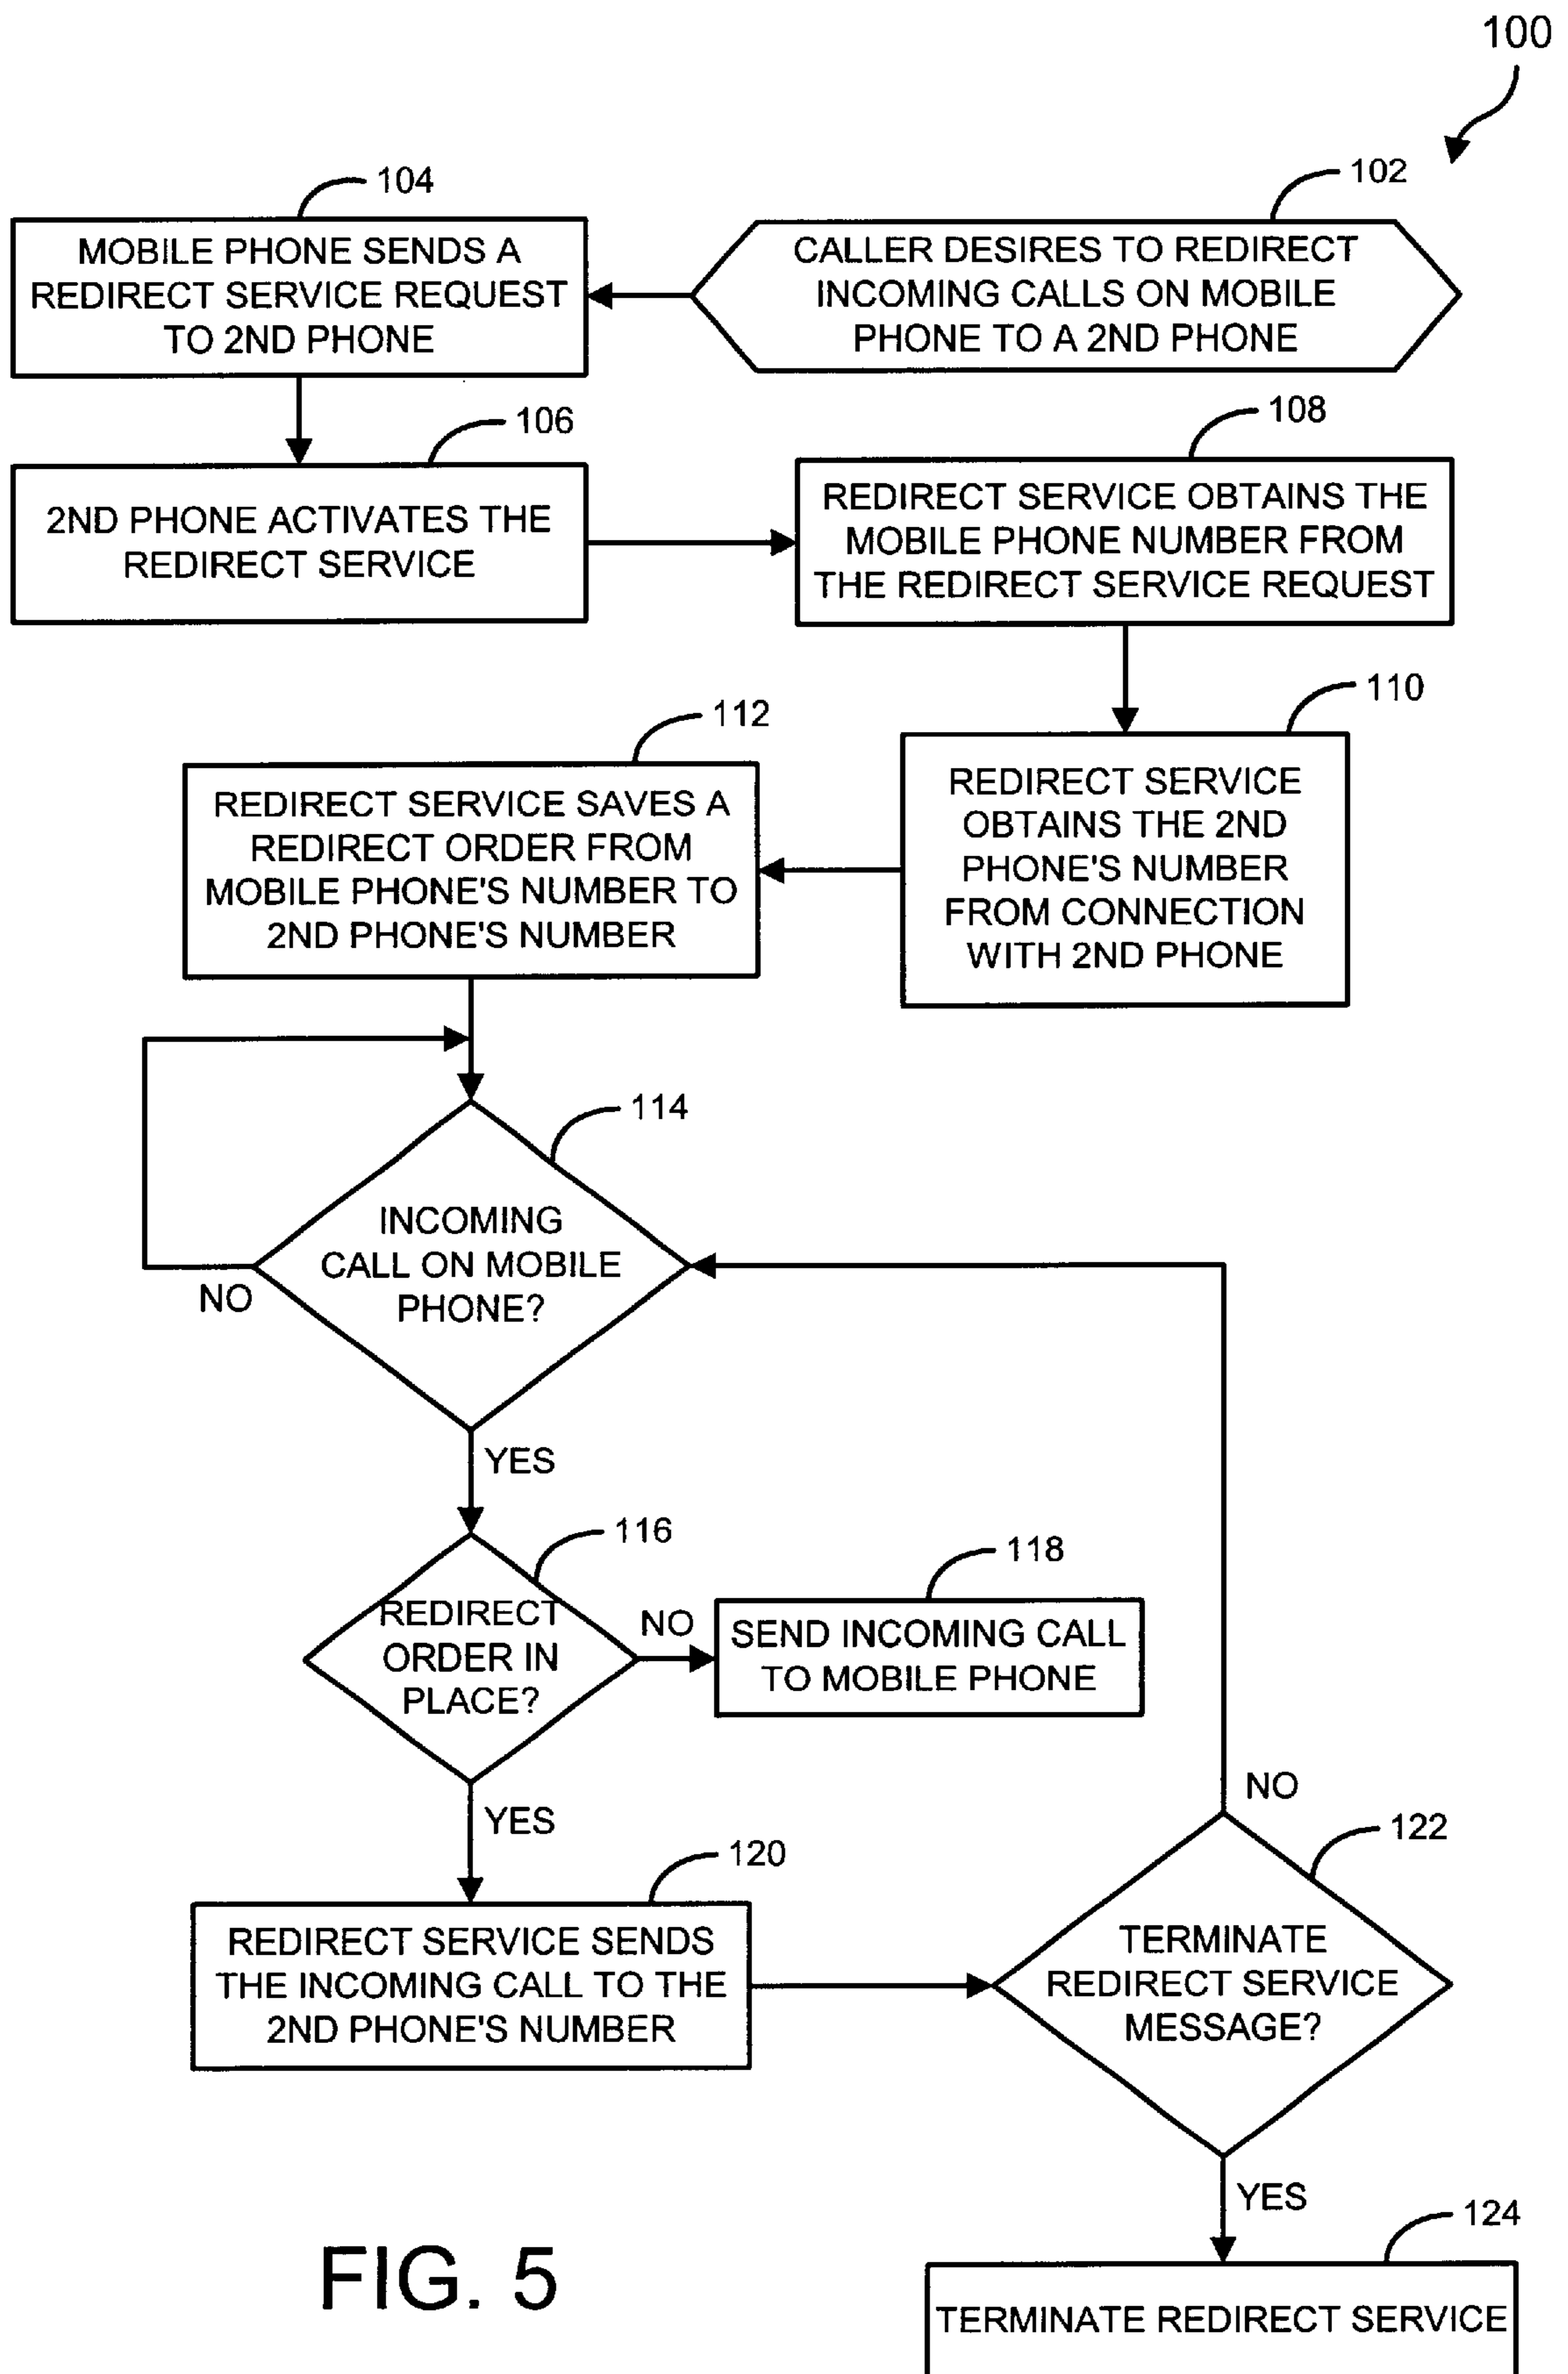 100
102
CALLER DESIRES TO REDIRECT
INCOMING CALLS ON MOBILE
PHONE TO A 2ND PHONE
104
MOBILE PHONE SENDS A
REDIRECT SERVICE REQUEST
TO 2ND PHONE
106
2ND PHONE ACTIVATES THE
REDIRECT SERVICE
108
REDIRECT SERVICE OBTAINS THE
MOBILE PHONE NUMBER FROM
THE REDIRECT SERVICE REQUEST
110
REDIRECT SERVICE
OBTAINS THE 2ND
PHONE'S NUMBER
FROM CONNECTION
WITH 2ND PHONE
112
REDIRECT SERVICE SAVES A
REDIRECT ORDER FROM
MOBILE PHONE'S NUMBER TO
2ND PHONE'S NUMBER
114
INCOMING
CALL ON MOBILE
PHONE?
NO
YES
116
REDIRECT
ORDER IN
PLACE?
NO
118
SEND INCOMING CALL
TO MOBILE PHONE
YES
120
REDIRECT SERVICE SENDS
THE INCOMING CALL TO THE
2ND PHONE'S NUMBER
NO
122
TERMINATE
REDIRECT SERVICE
MESSAGE?
YES
124
TERMINATE REDIRECT SERVICE
FIG. 5